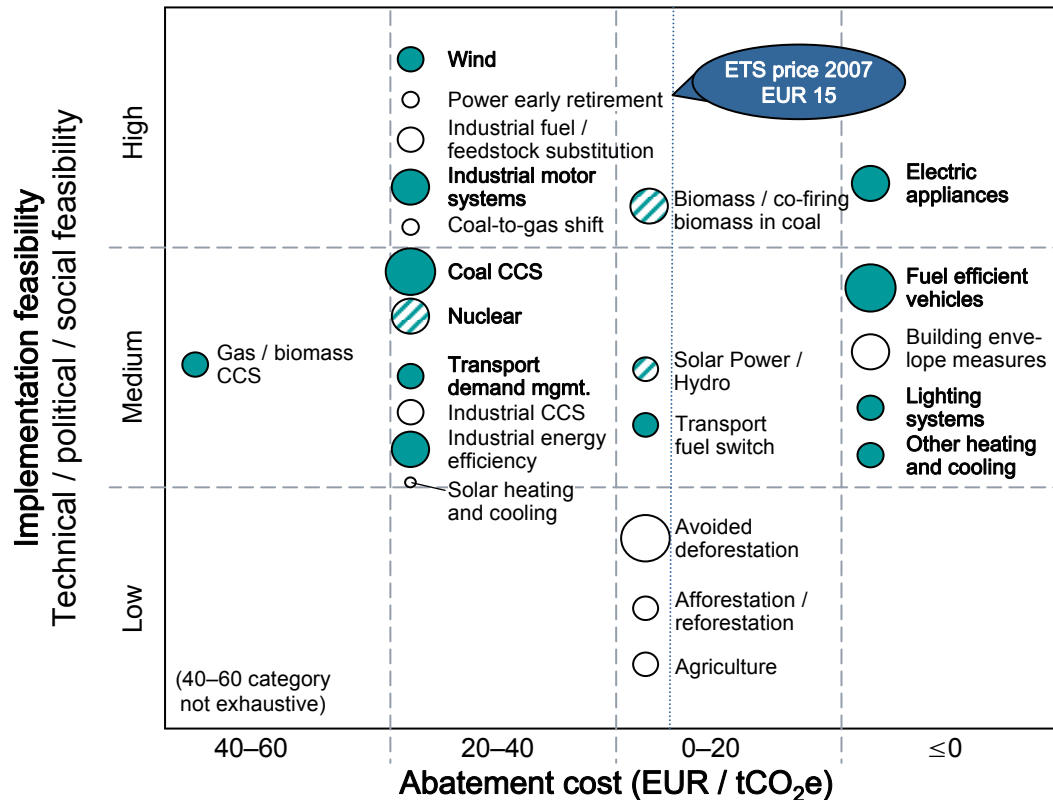 Implementation feasibility
Technical / political / social feasibility
High
Medium
Low
Wind
Power early retirement
Industrial fuel /
feedstock substitution
Industrial motor
systems
Coal-to-gas shift
ETS price 2007
EUR 15
Biomass / co-firing
biomass in coal
Electric
appliances
Gas / biomass
CCS
Coal CCS
Nuclear
Transport
demand mgmt.
Industrial CCS
Industrial energy
efficiency
Solar heating
and cooling
Solar Power /
Hydro
Transport
fuel switch
Fuel efficient
vehicles
Building enve-
lope measures
Lighting
systems
Other heating
and cooling
Avoided
deforestation
Afforestation /
reforestation
Agriculture
(40–60 category
not exhaustive)
40–60
20–40
0–20
≤0
Abatement cost (EUR / tCO₂e)